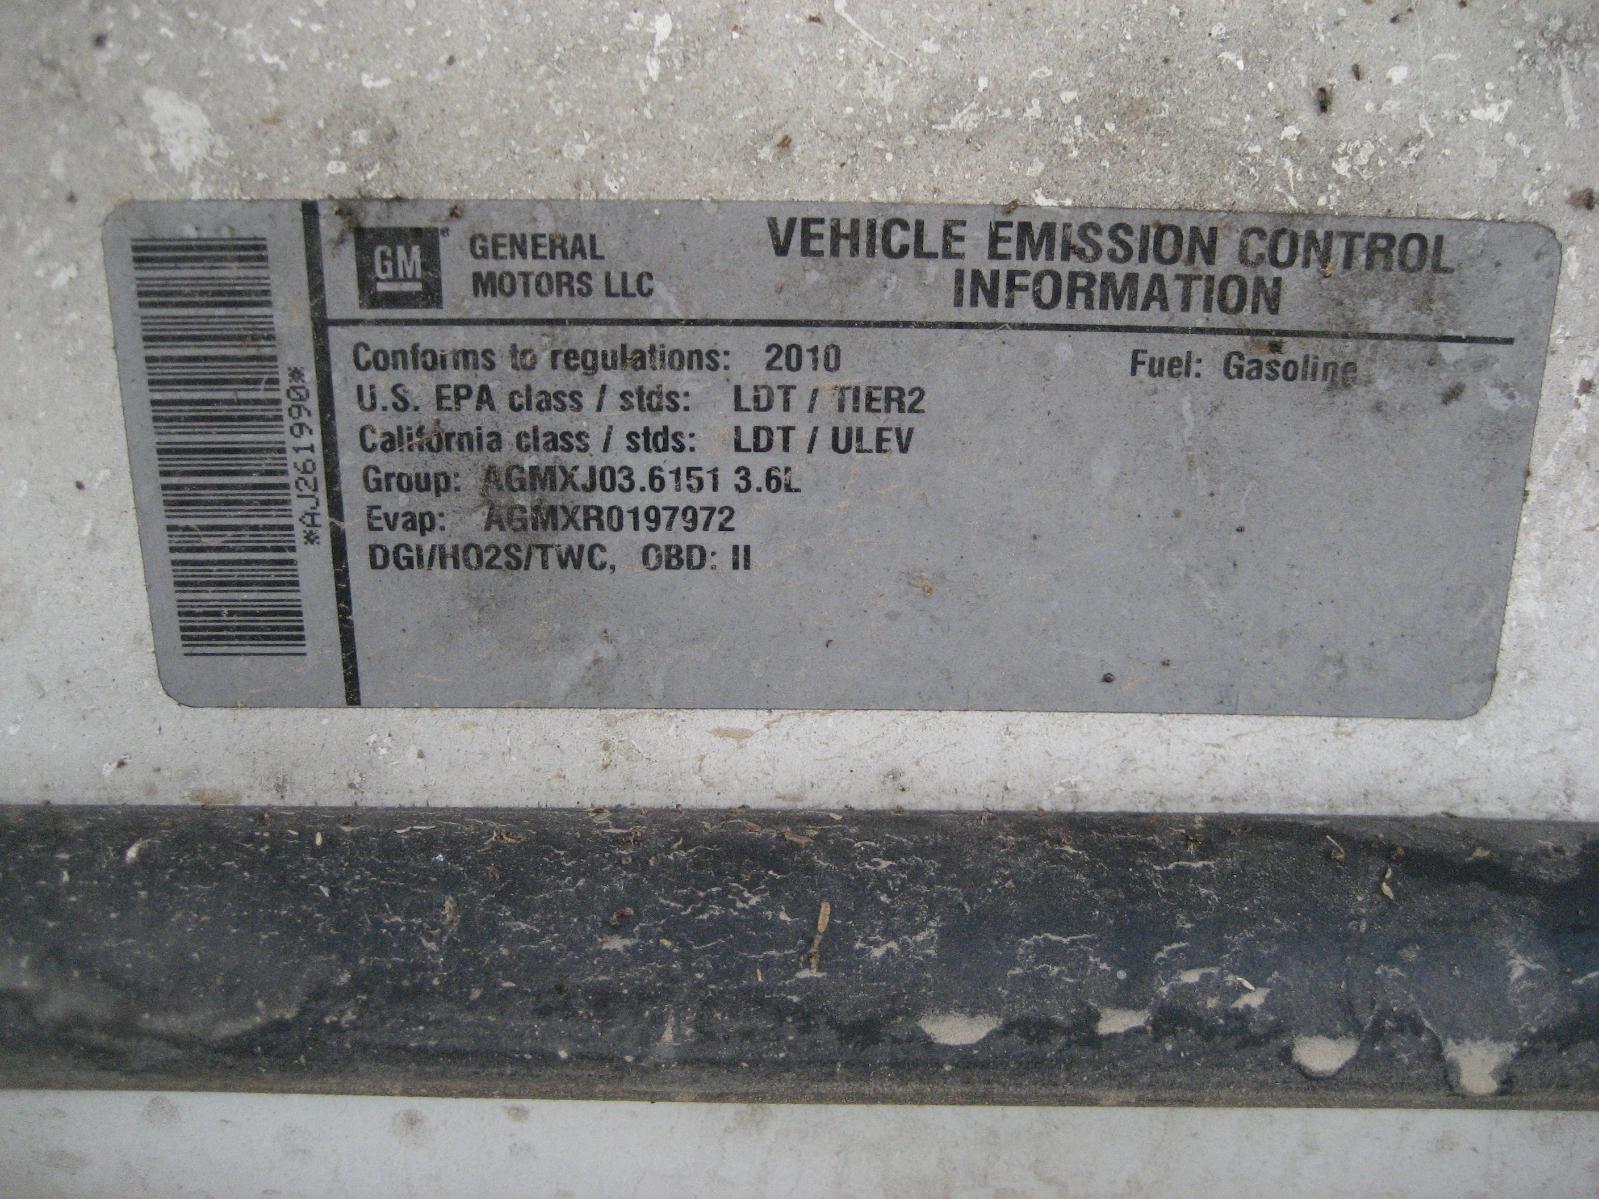 *AJ261990*
GM
GENERAL
MOTORS LLC
VEHICLE EMISSION CONTROL
INFORMATION
Conforms to regulations: 2010 Fuel: Gasoline
U.S. EPA class / stds: LDT / TIER2
California class / stds: LDT / ULEV
Group: AGMXJ03.6151 3.6L
Evap: AGMXR0197972
DGI/HO2S/TWC, OBD: II